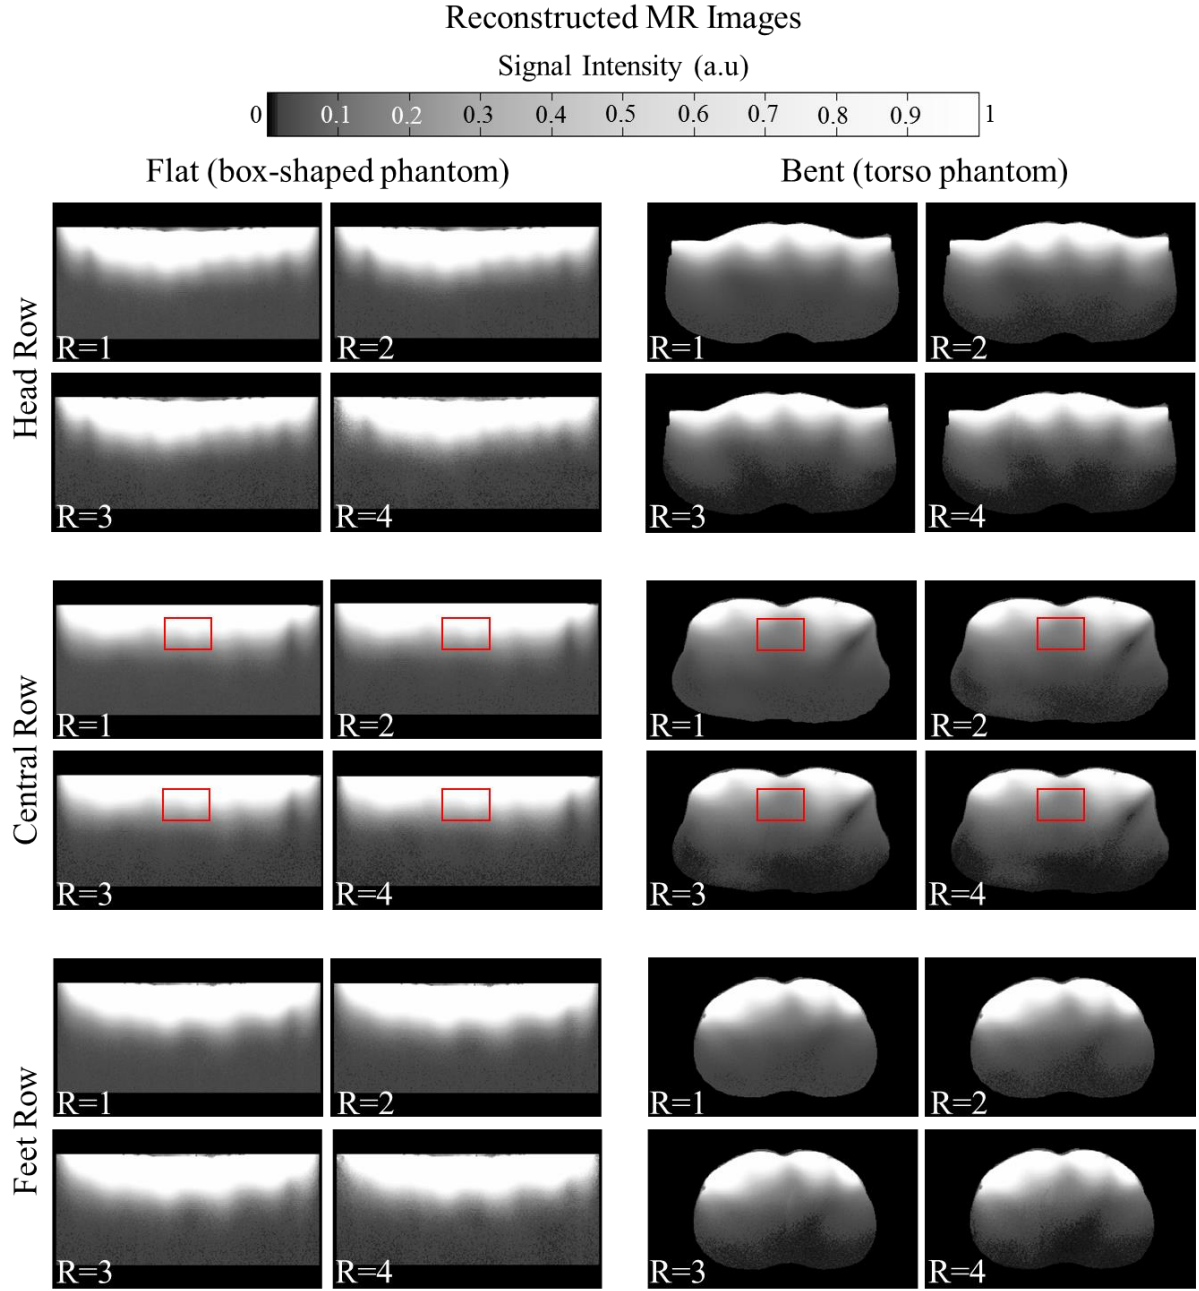 Reconstructed MR Images
Signal Intensity (a.u)
0 0.1 0.2 0.3 0.4 0.5 0.6 0.7 0.8 0.9 1
Flat (box-shaped phantom)
Bent (torso phantom)
Head Row
R=1
R=2
R=1
R=2
R=3
R=4
R=3
R=4
Central Row
R=1
R=2
R=1
R=2
R=3
R=4
R=3
R=4
Feet Row
R=1
R=2
R=1
R=2
R=3
R=4
R=3
R=4